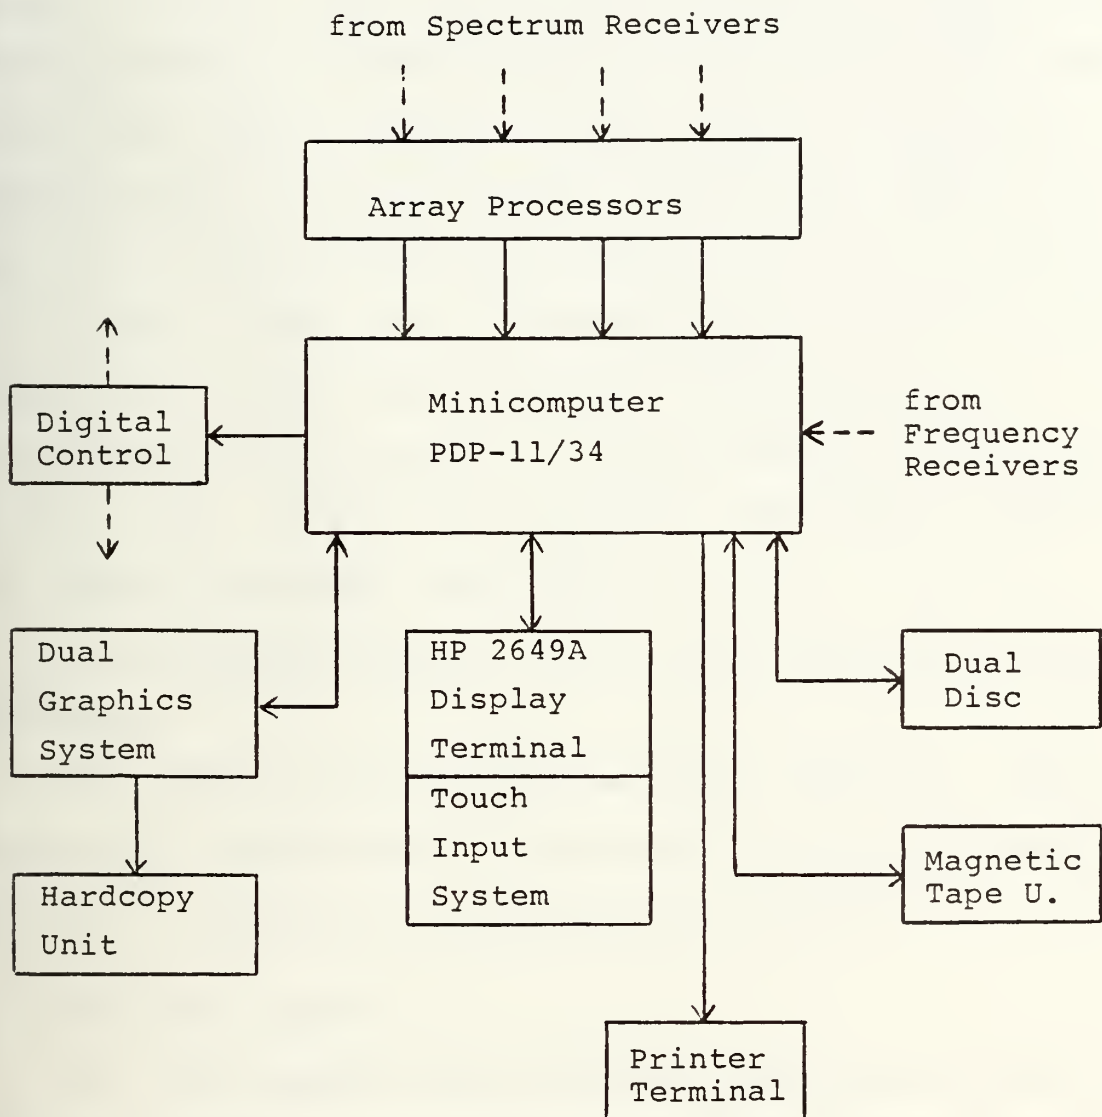 from Spectrum Receivers
Array Processors
Minicomputer
PDP-11/34
from
Frequency
Receivers
Digital
Control
Dual
Graphics
System
HP 2649A
Display
Terminal
Touch
Input
System
Dual
Disc
Magnetic
Tape U.
Hardcopy
Unit
Printer
Terminal